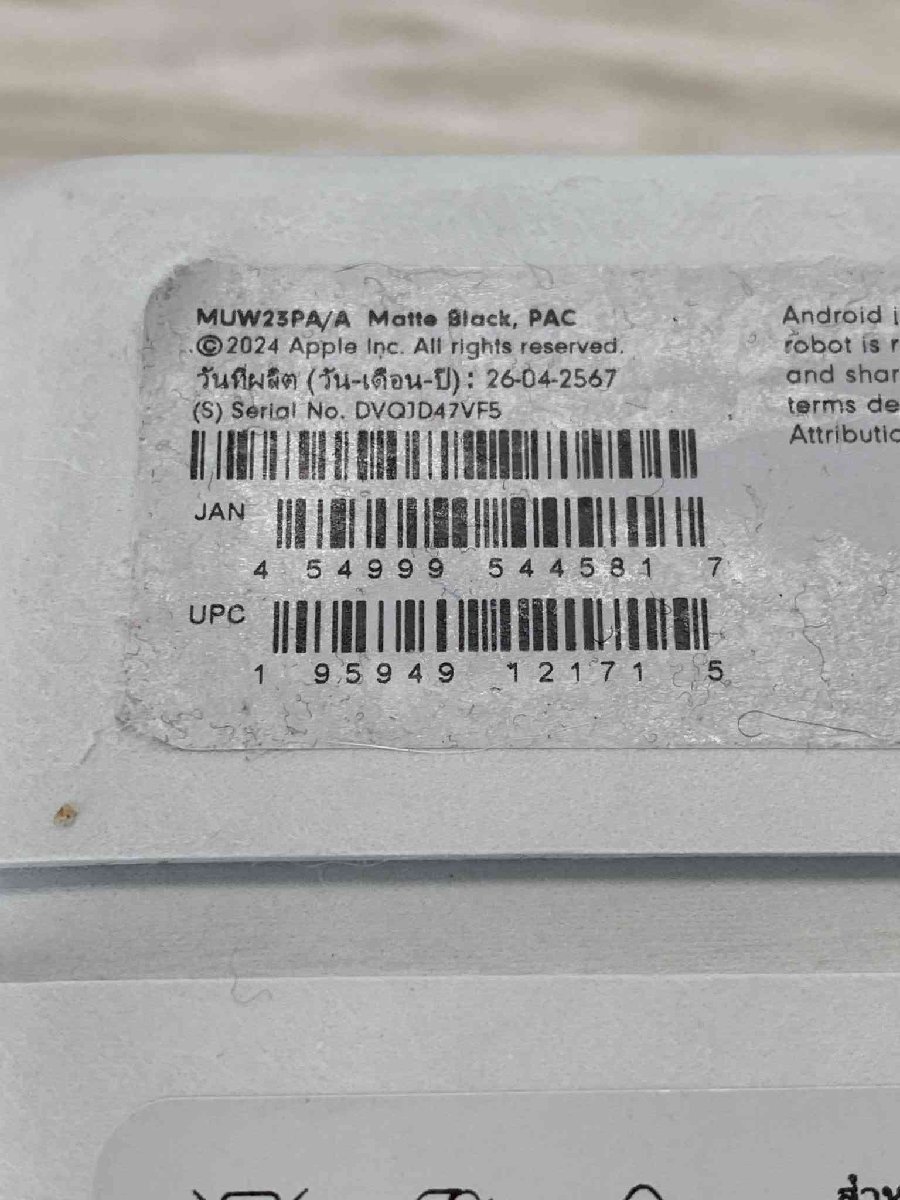 MUW23PA/A Matte Black, PAC
©2024 Apple Inc. All rights reserved.
วันที่ผลิต (วัน-เดือน-ปี) : 26-04-2567
(S) Serial No. DVQ1D47VF5
JAN
4 54999 544581 7
UPC
1 95949 12171 5
Android i
robot is r
and shar
terms de
Attributio